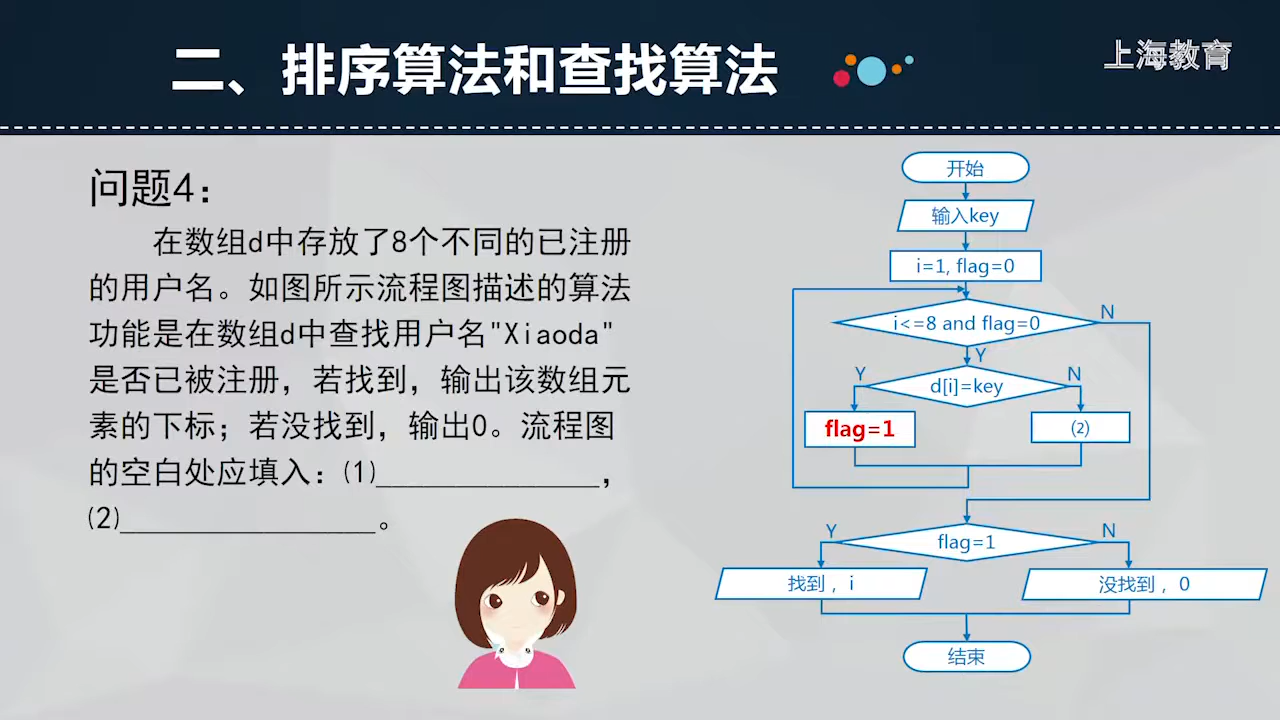 二、排序算法和查找算法
上海教育
问题4：
在数组d中存放了8个不同的已注册
的用户名。如图所示流程图描述的算法
功能是在数组d中查找用户名"Xiaoda"
是否已被注册，若找到，输出该数组元
素的下标；若没找到，输出0。流程图
的空白处应填入：(1)______________，
(2)________________。
开始
输入key
i=1, flag=0
i<=8 and flag=0
N
Y
Y
d[i]=key
N
flag=1
(2)
Y
flag=1
N
找到，i
没找到，0
结束